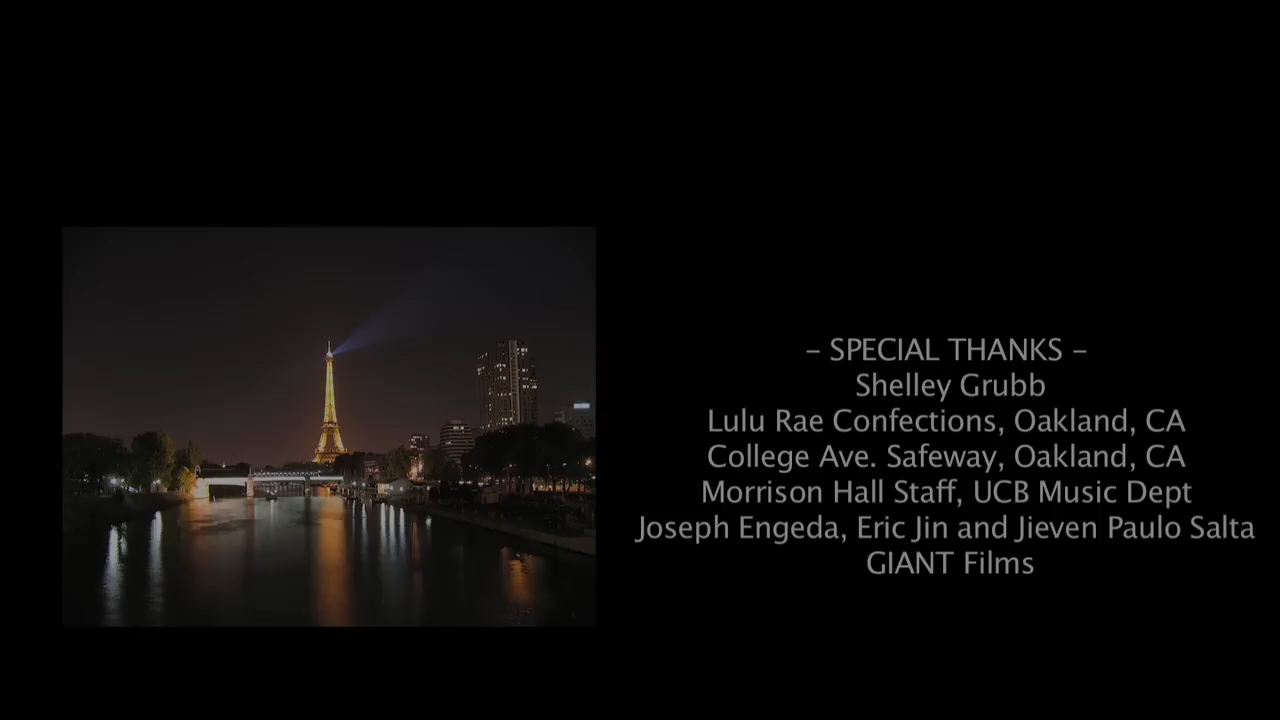 – SPECIAL THANKS –
Shelley Grubb
Lulu Rae Confections, Oakland, CA
College Ave. Safeway, Oakland, CA
Morrison Hall Staff, UCB Music Dept
Joseph Engeda, Eric Jin and Jieven Paulo Salta
GIANT Films